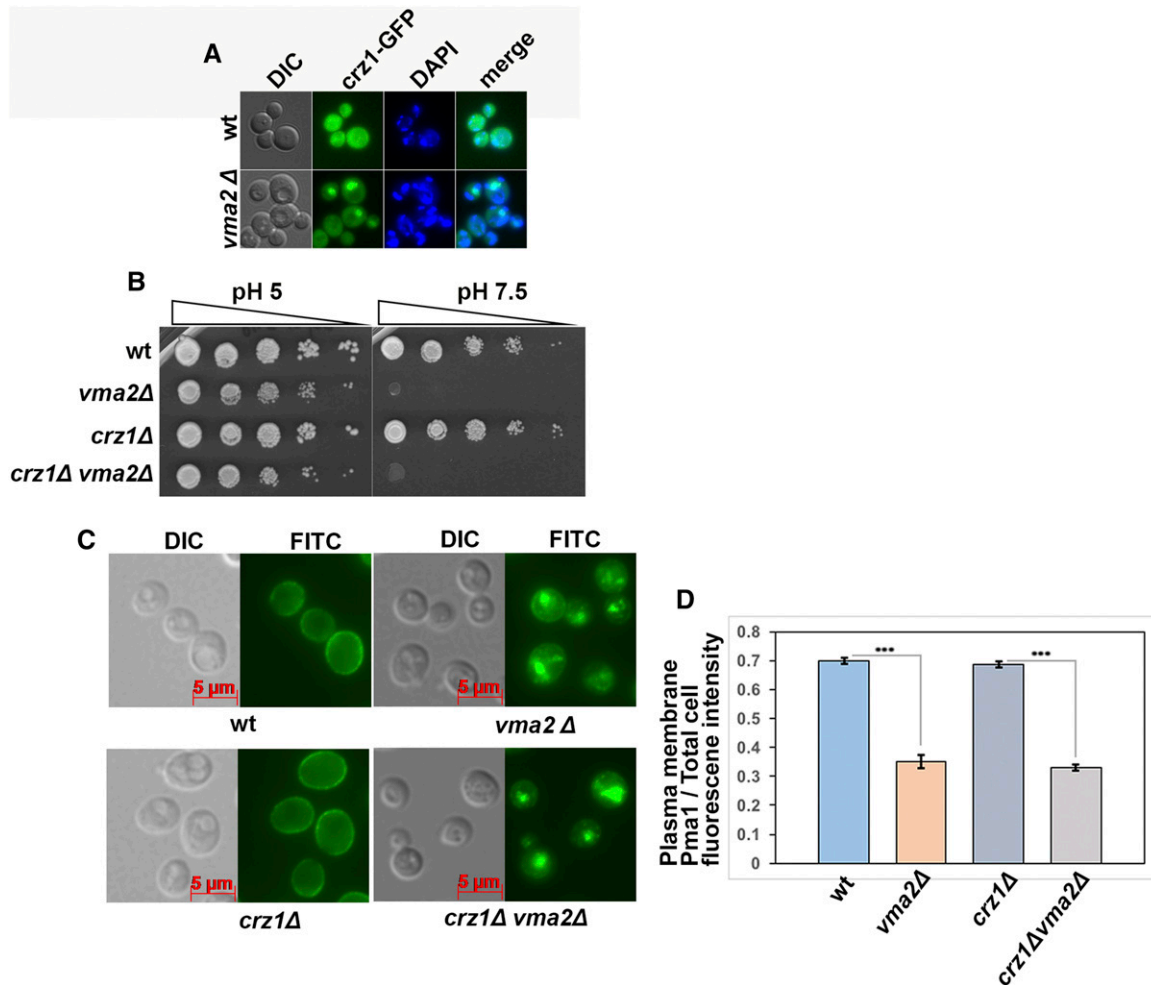 A
DIC
crz1-GFP
DAPI
merge
wt
vma2 Δ
B
pH 5
pH 7.5
wt
vma2Δ
crz1Δ
crz1Δ vma2Δ
C
DIC
FITC
DIC
FITC
5 µm
5 µm
wt
vma2 Δ
5 µm
5 µm
crz1Δ
crz1Δ vma2Δ
D
Plasma membrane
Pma1 / Total cell
fluorescene intensity
0.8
0.7
0.6
0.5
0.4
0.3
0.2
0.1
0
***
***
wt
vma2Δ
crz1Δ
crz1Δvma2Δ